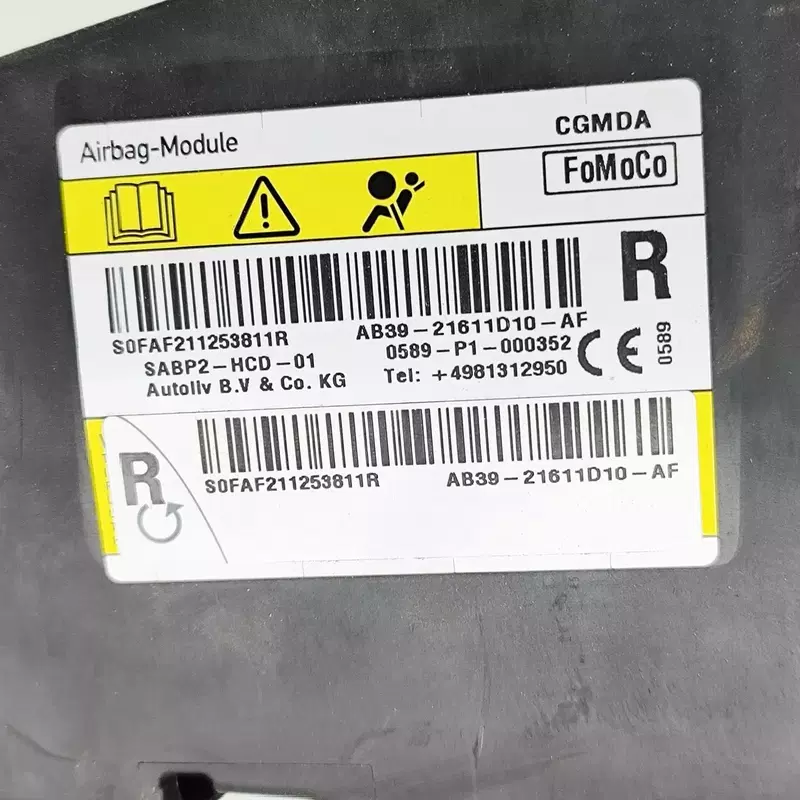 Airbag-Module
CGMDA
FoMoCo
R
S0FAF211253811R
AB39-21611D10-AF
SABP2-HCD-01
0589-P1-000352
Autoliv B.V & Co. KG
Tel: +4981312950
CE
0589
R
S0FAF211253811R
AB39-21611D10-AF